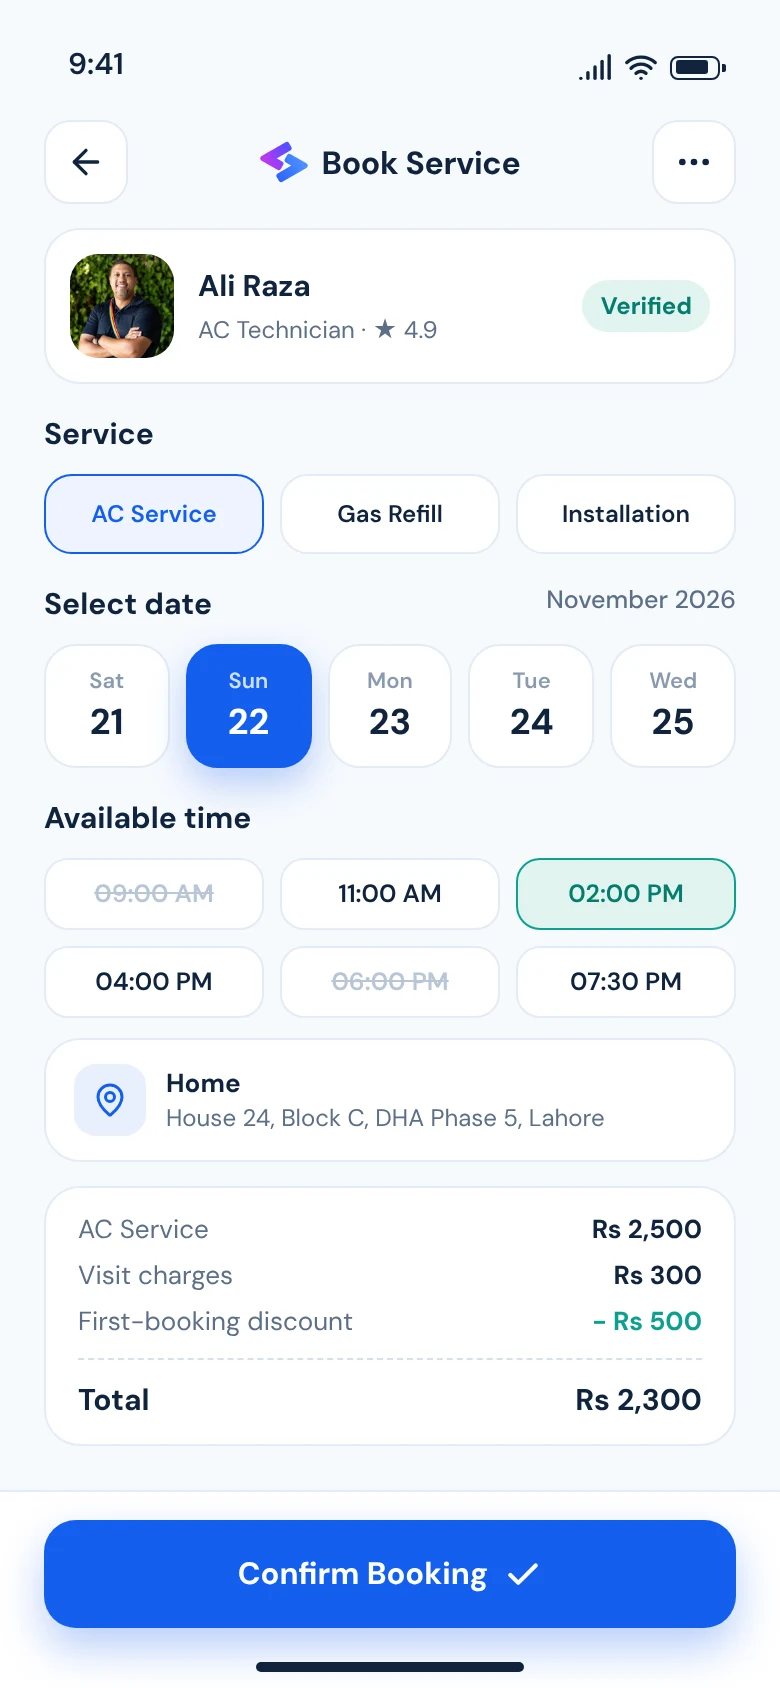 9:41
Book Service
Ali Raza
AC Technician · ★ 4.9
Verified
Service
AC Service
Gas Refill
Installation
Select date
November 2026
Sat
21
Sun
22
Mon
23
Tue
24
Wed
25
Available time
09:00 AM
11:00 AM
02:00 PM
04:00 PM
06:00 PM
07:30 PM
Home
House 24, Block C, DHA Phase 5, Lahore
AC Service Rs 2,500
Visit charges Rs 300
First-booking discount - Rs 500
Total Rs 2,300
Confirm Booking